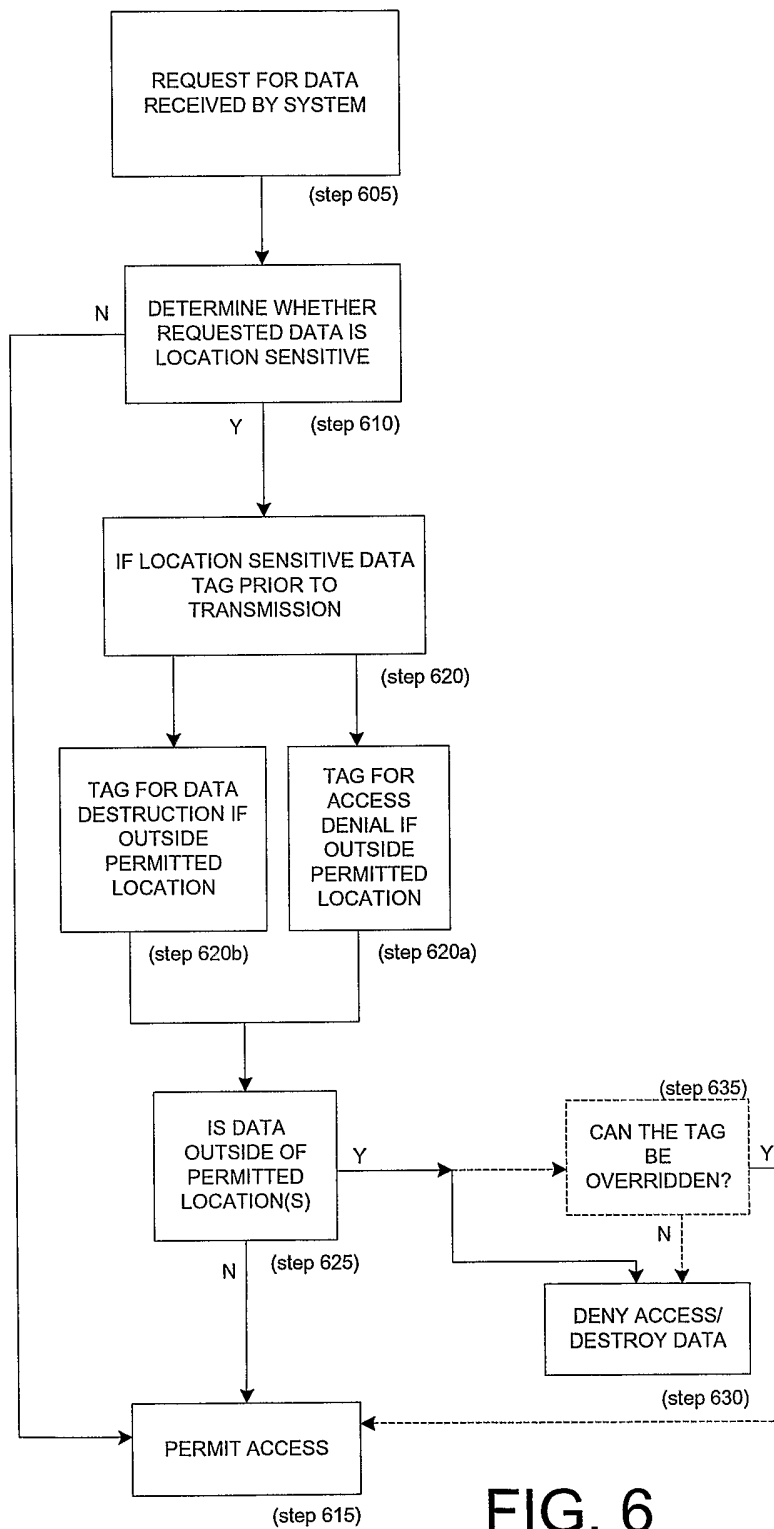 REQUEST FOR DATA
RECEIVED BY SYSTEM
(step 605)
N
DETERMINE WHETHER
REQUESTED DATA IS
LOCATION SENSITIVE
Y
(step 610)
IF LOCATION SENSITIVE DATA
TAG PRIOR TO
TRANSMISSION
(step 620)
TAG FOR DATA
DESTRUCTION IF
OUTSIDE
PERMITTED
LOCATION
(step 620b)
TAG FOR
ACCESS
DENIAL IF
OUTSIDE
PERMITTED
LOCATION
(step 620a)
IS DATA
OUTSIDE OF
PERMITTED
LOCATION(S)
Y
N
(step 625)
(step 635)
CAN THE TAG
BE
OVERRIDDEN?
Y
N
DENY ACCESS/
DESTROY DATA
(step 630)
PERMIT ACCESS
(step 615)
FIG. 6